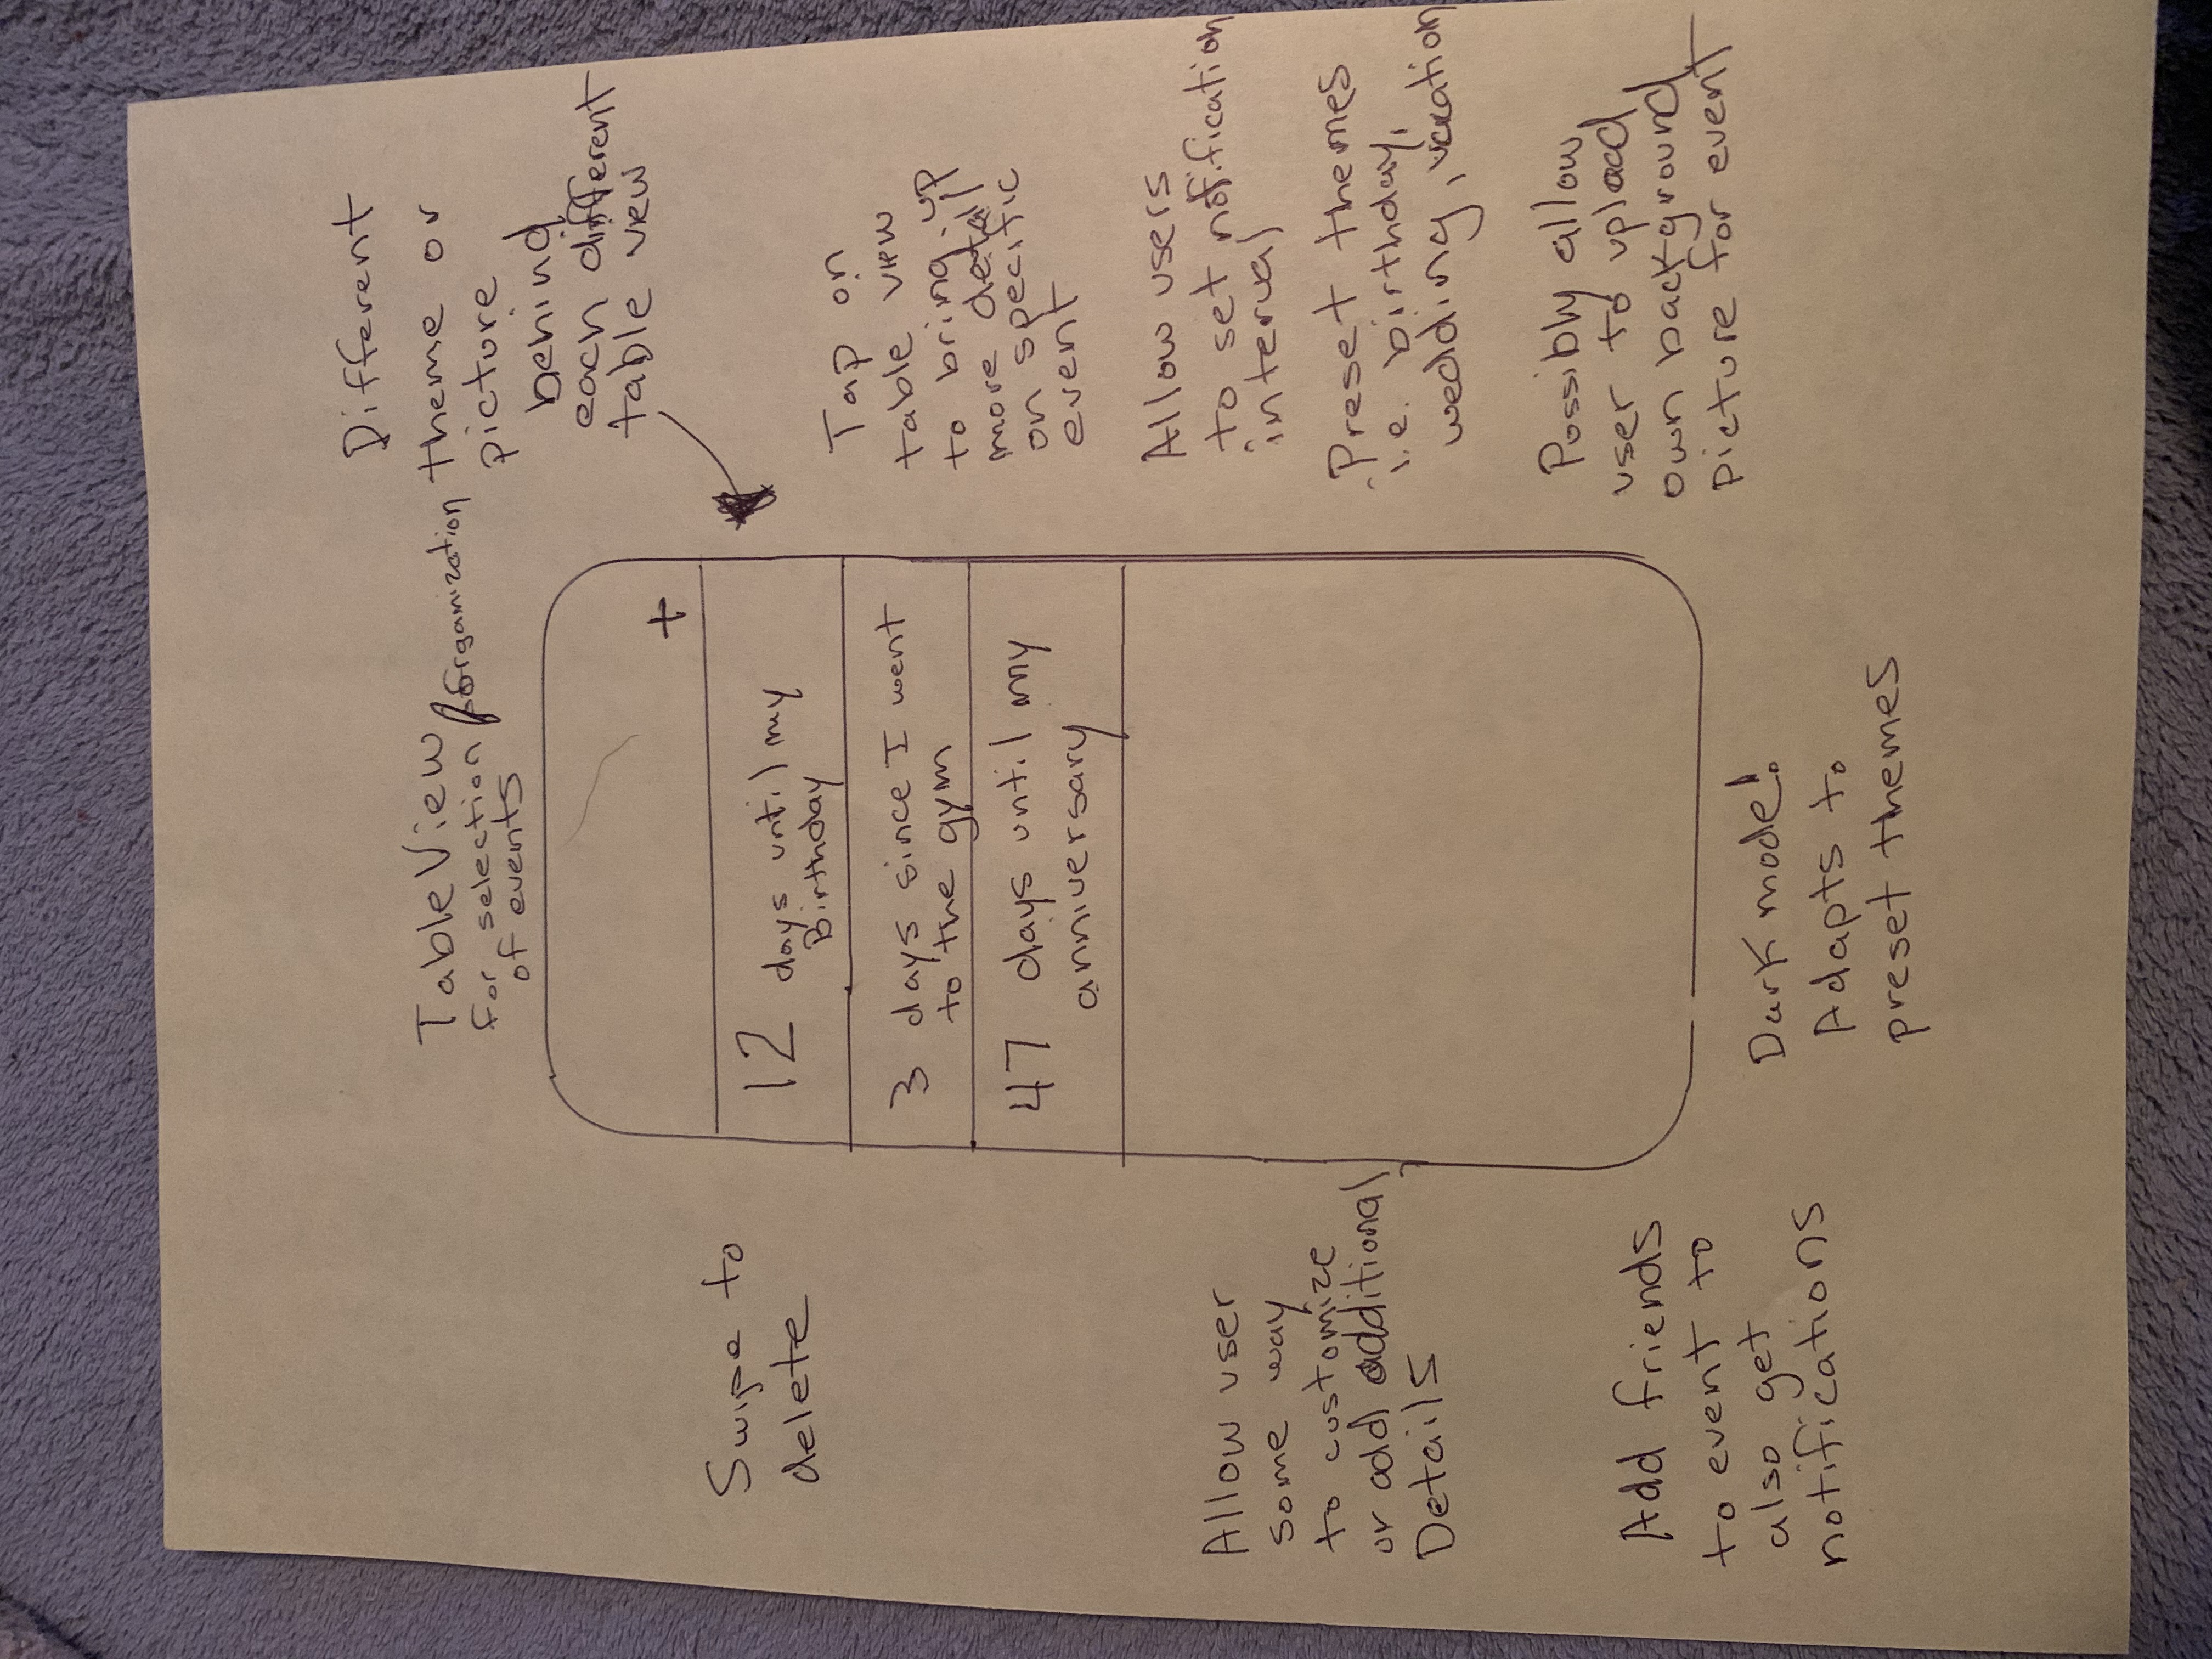 TableView
for selection / organization
of events
Different
theme or
picture
behind
each different
table view
+
12 days until my
Birthday
3 days since I went
to the gym
47 days until my
anniversary
Swipe to
delete
Allow user
some way
to customize
or add additional
Details
Add friends
to event to
also get
notifications
Tap on
table view
to bring up
more detail
on specific
event
Allow users
to set notification
interval
Preset themes
i.e. birthday,
wedding, vacation
Possibly allow
user to upload
own background
picture for event
Dark mode!
Adapts to
preset themes